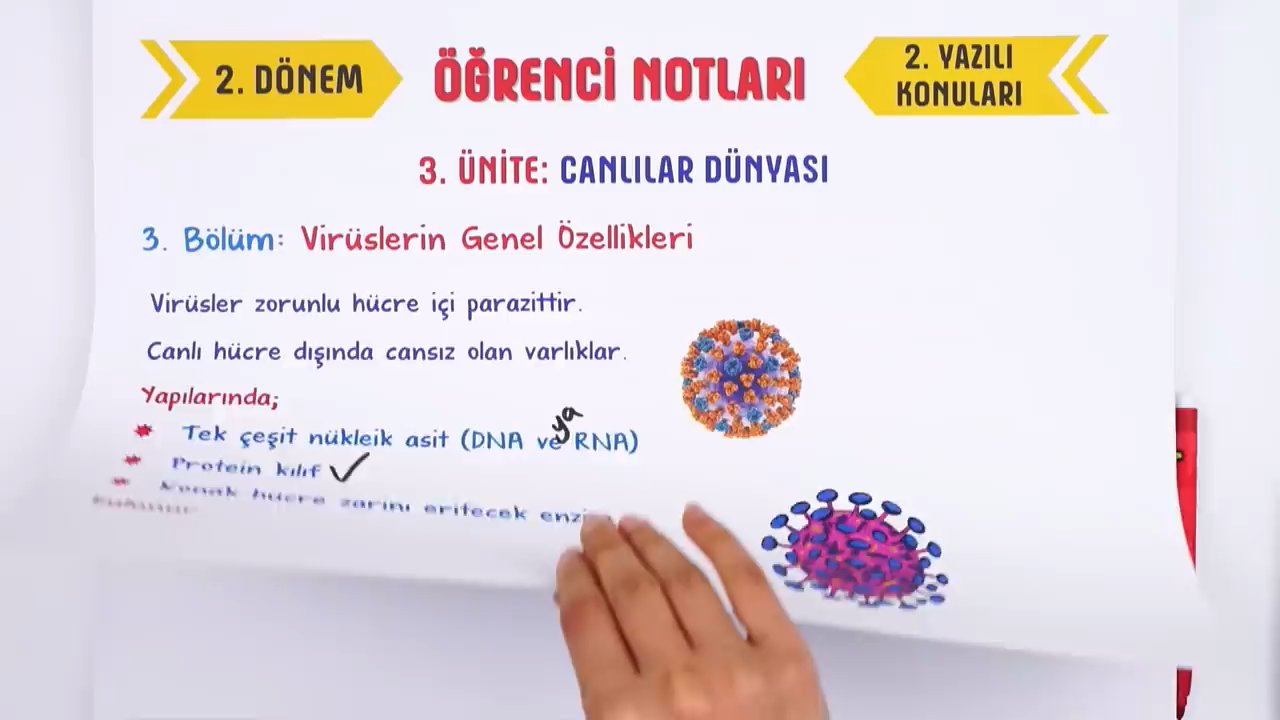 2. DÖNEM
ÖĞRENCİ NOTLARI
2. YAZILI
KONULARI
3. ÜNİTE: CANLILAR DÜNYASI
3. Bölüm: Virüslerin Genel Özellikleri
Virüsler zorunlu hücre içi parazittir.
Canlı hücre dışında cansız olan varlıklar.
Yapılarında;
ya
Tek çeşit nükleik asit (DNA ve RNA)
Protein kılıf
Konak hücre zarını eritecek